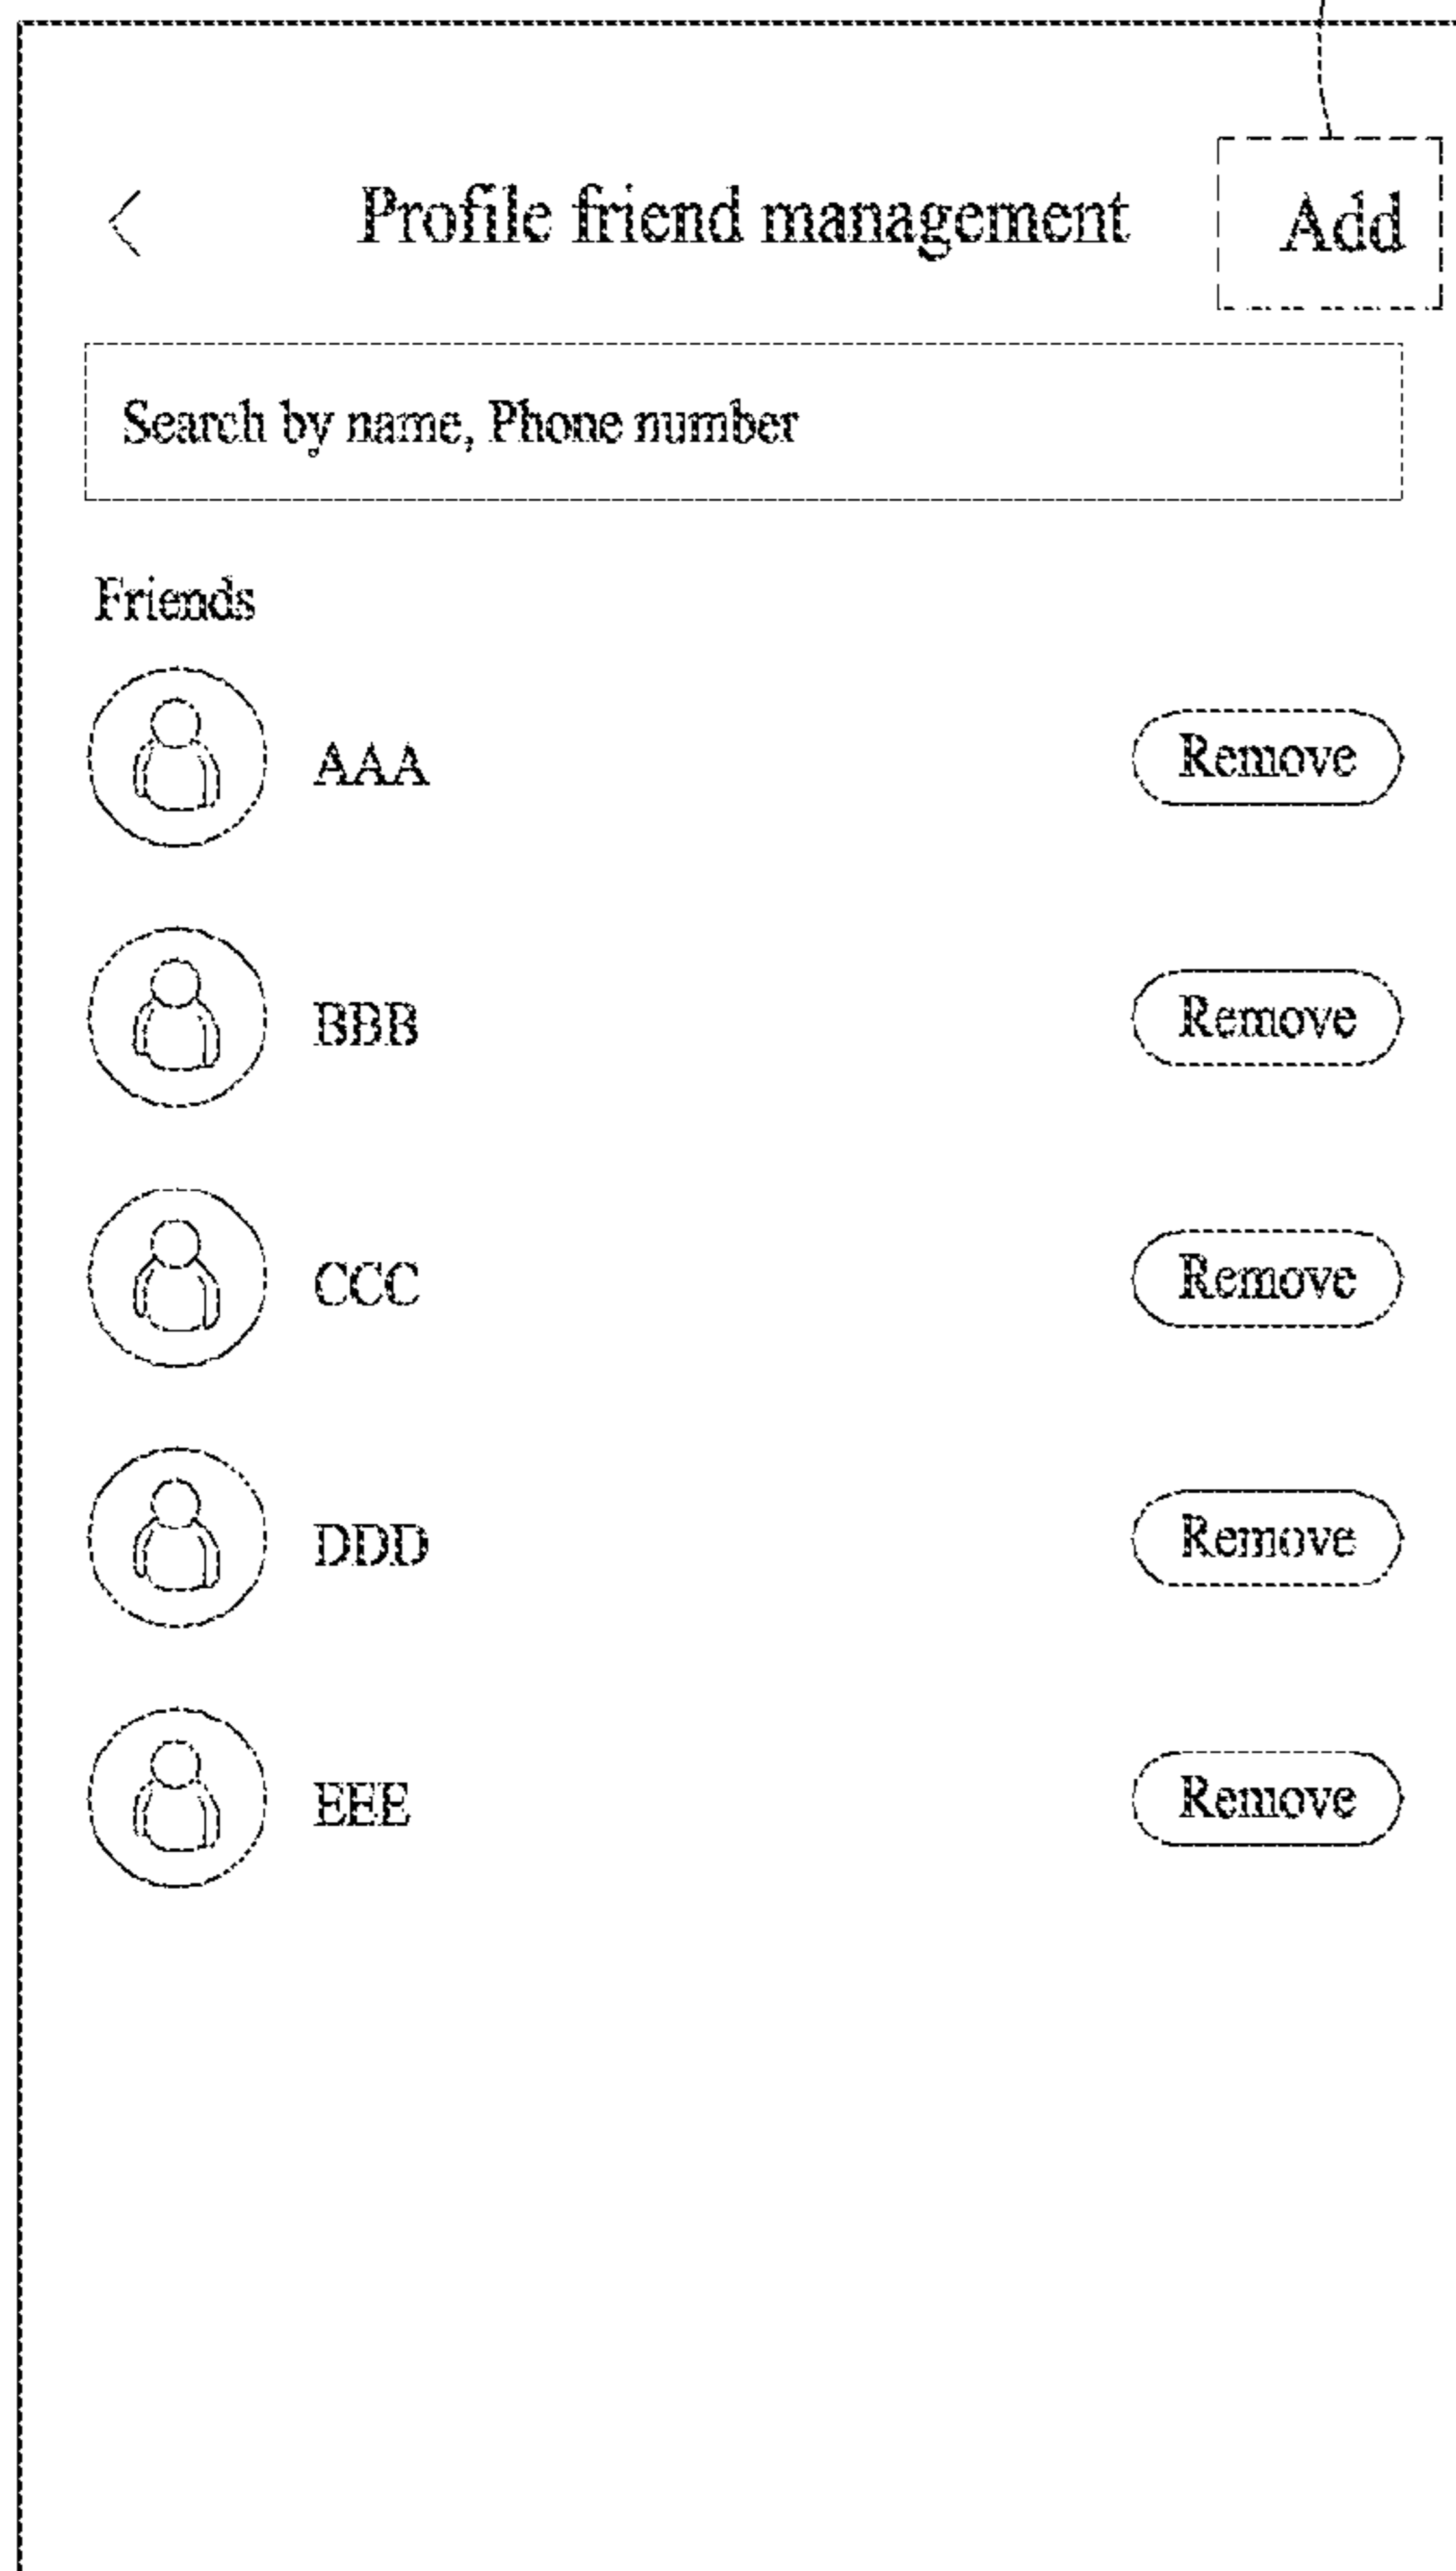 Profile friend management Add
Search by name, Phone number
Friends
AAA Remove
BBB Remove
CCC Remove
DDD Remove
EEE Remove